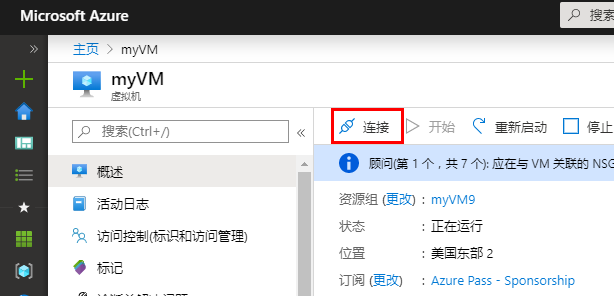 Microsoft Azure
搜索
主页 > myVM
myVM
虚拟机
搜索(Ctrl+/)
连接 开始 重新启动 停止
顾问(第 1 个，共 7 个): 应在与 VM 关联的 NSG
概述
活动日志
访问控制(标识和访问管理)
标记
资源组 (更改) : myVM9
状态 : 正在运行
位置 : 美国东部 2
订阅 (更改) : Azure Pass - Sponsorship